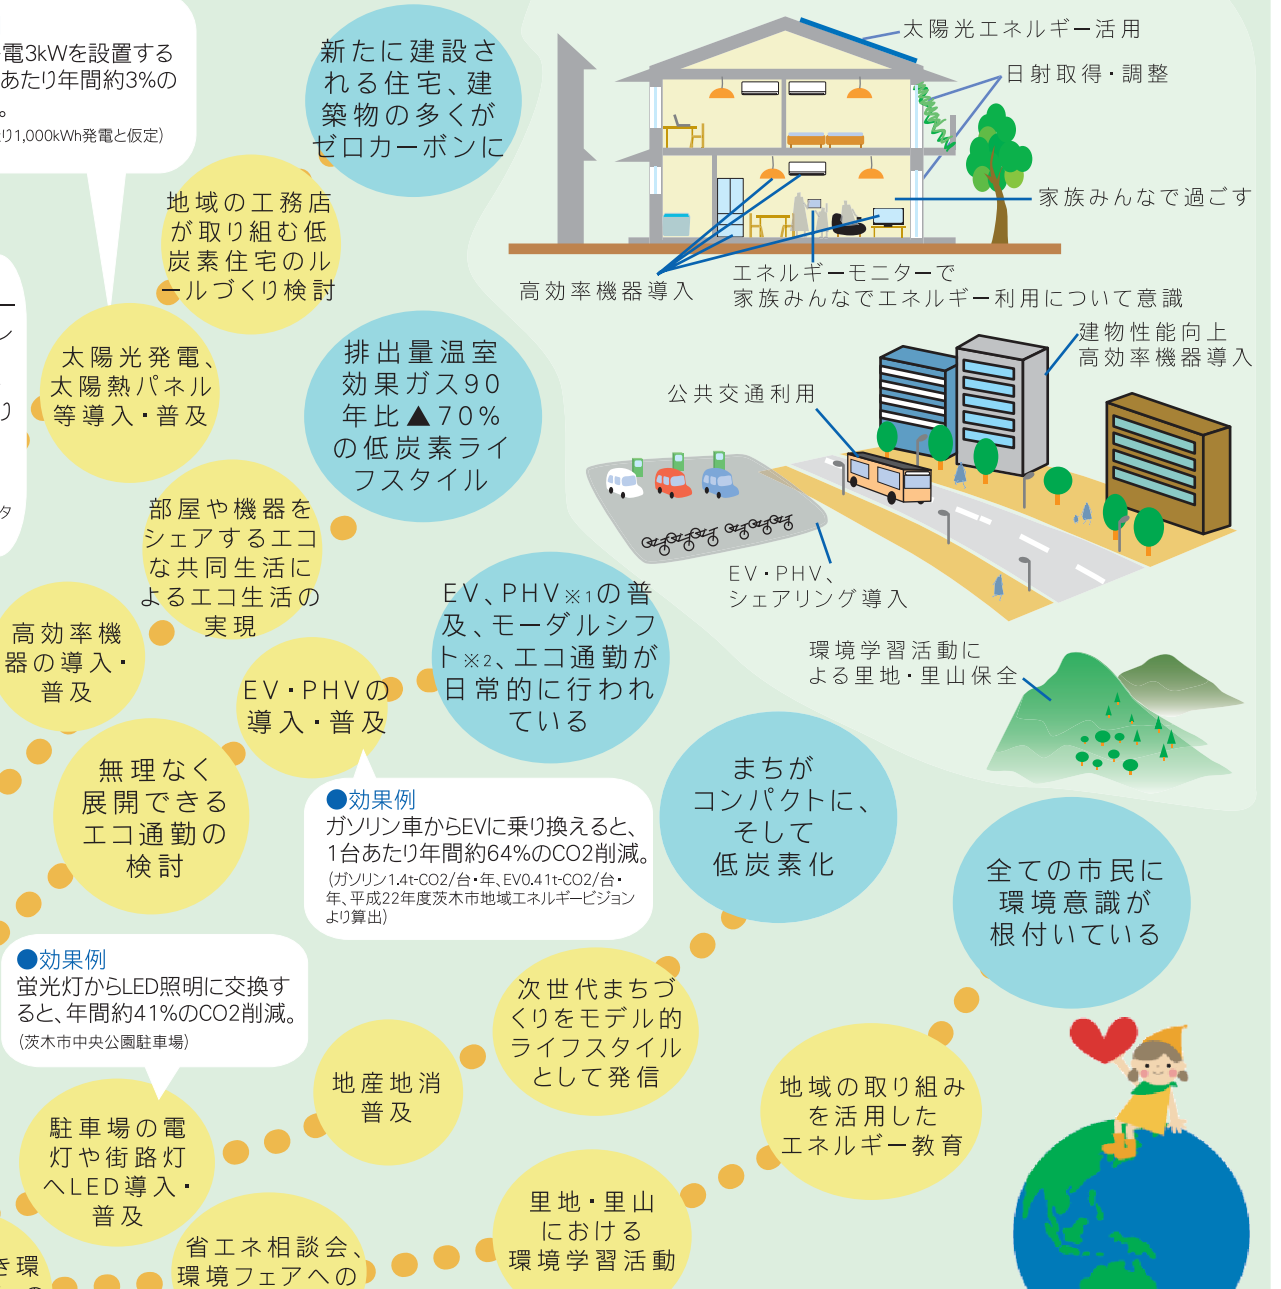 電3kWを設置する
あたり年間約3%の
。
り1,000kWh発電と仮定)
新たに建設さ
れる住宅、建
築物の多くが
ゼロカーボンに
太陽光エネルギー活用
日射取得・調整
家族みんなで過ごす
高効率機器導入
エネルギーモニターで
家族みんなでエネルギー利用について意識
地域の工務店
が取り組む低
炭素住宅のル
ールづくり検討
太陽光発電、
太陽熱パネル
等導入・普及
排出量温室
効果ガス90
年比▲70%
の低炭素ライ
フスタイル
建物性能向上
高効率機器導入
公共交通利用
EV・PHV、
シェアリング導入
環境学習活動に
よる里地・里山保全
部屋や機器を
シェアするエコ
な共同生活に
よるエコ生活の
実現
高効率機
器の導入・
普及
EV・PHVの
導入・普及
EV、PHV※1の普
及、モーダルシフ
ト※2、エコ通勤が
日常的に行われ
ている
無理なく
展開できる
エコ通勤の
検討
●効果例
ガソリン車からEVに乗り換えると、
1台あたり年間約64%のCO2削減。
(ガソリン1.4t-CO2/台・年、EV0.41t-CO2/台・
年、平成22年度茨木市地域エネルギービジョン
より算出)
まちが
コンパクトに、
そして
低炭素化
全ての市民に
環境意識が
根付いている
●効果例
蛍光灯からLED照明に交換す
ると、年間約41%のCO2削減。
(茨木市中央公園駐車場)
次世代まちづ
くりをモデル的
ライフスタイル
として発信
地産地消
普及
地域の取り組み
を活用した
エネルギー教育
駐車場の電
灯や街路灯
へLED導入・
普及
里地・里山
における
環境学習活動
省エネ相談会、
環境フェアへの
き環